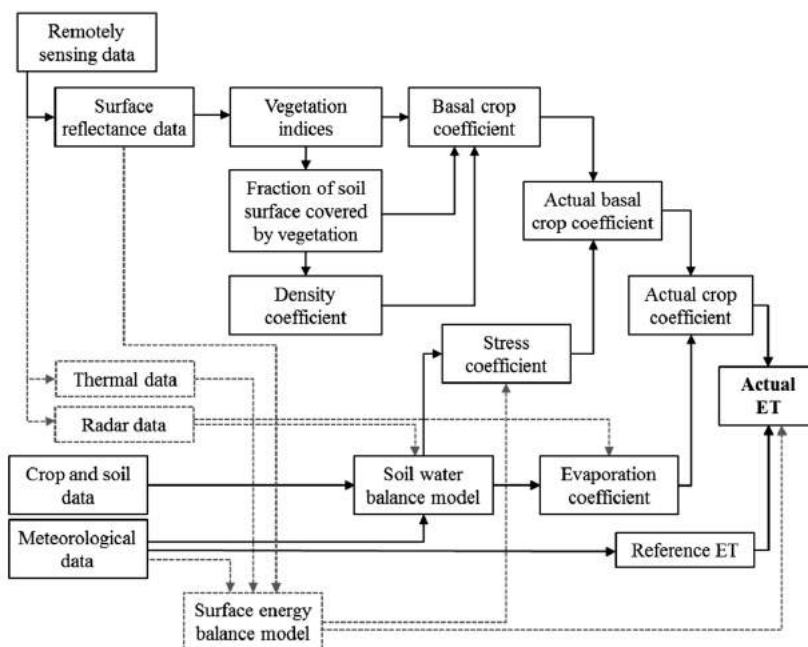 Remotely
sensing data
Surface
reflectance data
Vegetation
indices
Basal crop
coefficient
Fraction of soil
surface covered
by vegetation
Actual basal
crop coefficient
Density
coefficient
Actual crop
coefficient
Stress
coefficient
Thermal data
Actual
ET
Radar data
Crop and soil
data
Soil water
balance model
Evaporation
coefficient
Meteorological
data
Reference ET
Surface energy
balance model